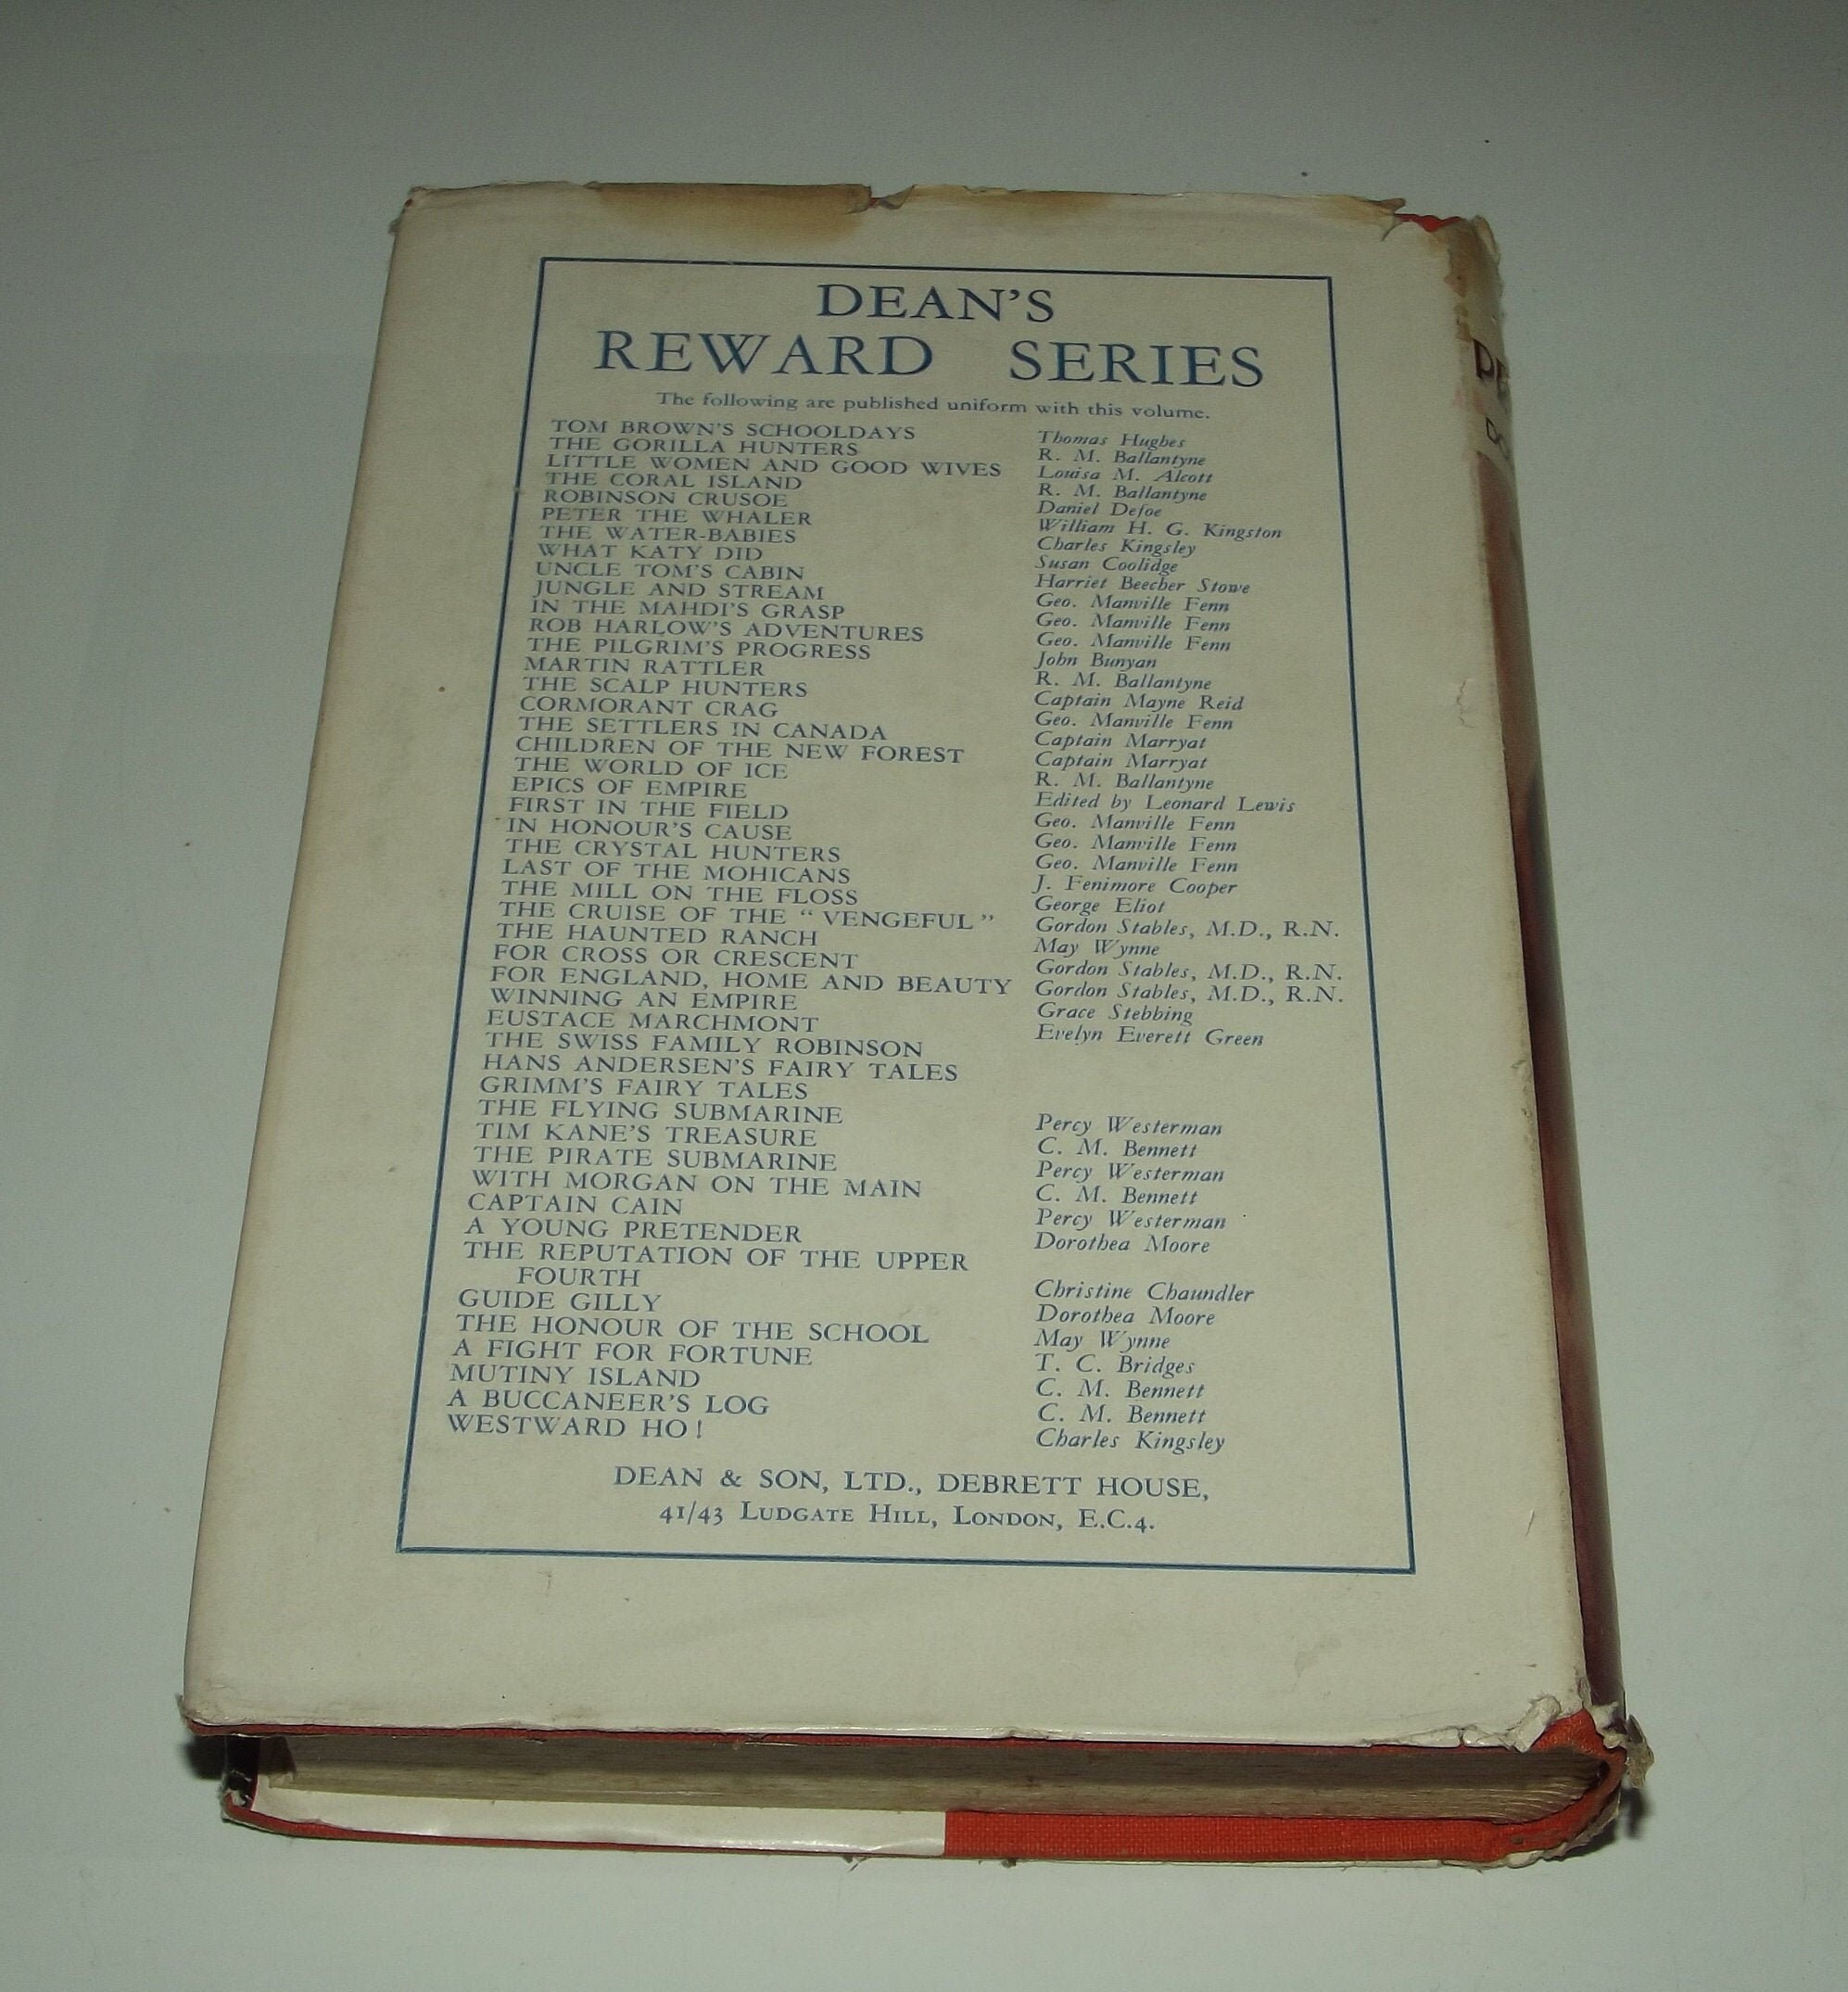 DEAN'S
REWARD SERIES
The following are published uniform with this volume.
TOM BROWN'S SCHOOLDAYS Thomas Hughes
THE GORILLA HUNTERS R. M. Ballantyne
LITTLE WOMEN AND GOOD WIVES Louisa M. Alcott
THE CORAL ISLAND R. M. Ballantyne
ROBINSON CRUSOE Daniel Defoe
PETER THE WHALER William H. G. Kingston
THE WATER-BABIES Charles Kingsley
WHAT KATY DID Susan Coolidge
UNCLE TOM'S CABIN Harriet Beecher Stowe
JUNGLE AND STREAM Geo. Manville Fenn
IN THE MAHDI'S GRASP Geo. Manville Fenn
ROB HARLOW'S ADVENTURES Geo. Manville Fenn
THE PILGRIM'S PROGRESS John Bunyan
MARTIN RATTLER R. M. Ballantyne
THE SCALP HUNTERS Captain Mayne Reid
CORMORANT CRAG Geo. Manville Fenn
THE SETTLERS IN CANADA Captain Marryat
CHILDREN OF THE NEW FOREST Captain Marryat
THE WORLD OF ICE R. M. Ballantyne
EPICS OF EMPIRE Edited by Leonard Lewis
FIRST IN THE FIELD Geo. Manville Fenn
IN HONOUR'S CAUSE Geo. Manville Fenn
THE CRYSTAL HUNTERS Geo. Manville Fenn
LAST OF THE MOHICANS J. Fenimore Cooper
THE MILL ON THE FLOSS George Eliot
THE CRUISE OF THE "VENGEFUL" Gordon Stables, M.D., R.N.
THE HAUNTED RANCH May Wynne
FOR CROSS OR CRESCENT Gordon Stables, M.D., R.N.
FOR ENGLAND, HOME AND BEAUTY Gordon Stables, M.D., R.N.
WINNING AN EMPIRE Grace Stebbing
EUSTACE MARCHMONT Evelyn Everett Green
THE SWISS FAMILY ROBINSON
HANS ANDERSEN'S FAIRY TALES
GRIMM'S FAIRY TALES
THE FLYING SUBMARINE Percy Westerman
TIM KANE'S TREASURE C. M. Bennett
THE PIRATE SUBMARINE Percy Westerman
WITH MORGAN ON THE MAIN C. M. Bennett
CAPTAIN CAIN Percy Westerman
A YOUNG PRETENDER Dorothea Moore
THE REPUTATION OF THE UPPER
FOURTH Christine Chaundler
GUIDE GILLY Dorothea Moore
THE HONOUR OF THE SCHOOL May Wynne
A FIGHT FOR FORTUNE T. C. Bridges
MUTINY ISLAND C. M. Bennett
A BUCCANEER'S LOG C. M. Bennett
WESTWARD HO! Charles Kingsley
DEAN & SON, LTD., DEBRETT HOUSE,
41/43 LUDGATE HILL, LONDON, E.C.4.